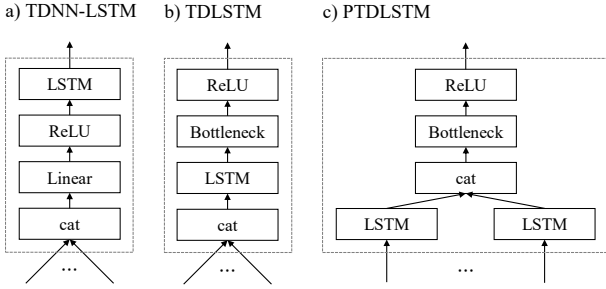 a) TDNN-LSTM
LSTM
ReLU
Linear
cat
...
b) TDLSTM
ReLU
Bottleneck
LSTM
cat
...
c) PTDLSTM
ReLU
Bottleneck
cat
LSTM
LSTM
...